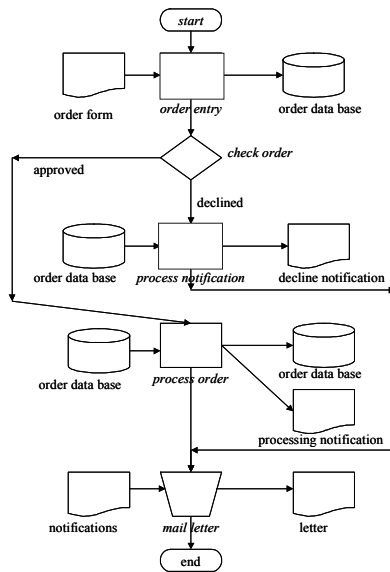 start
order form
order entry
order data base
check order
approved
declined
order data base
process notification
decline notification
order data base
process order
order data base
processing notification
notifications
mail letter
letter
end